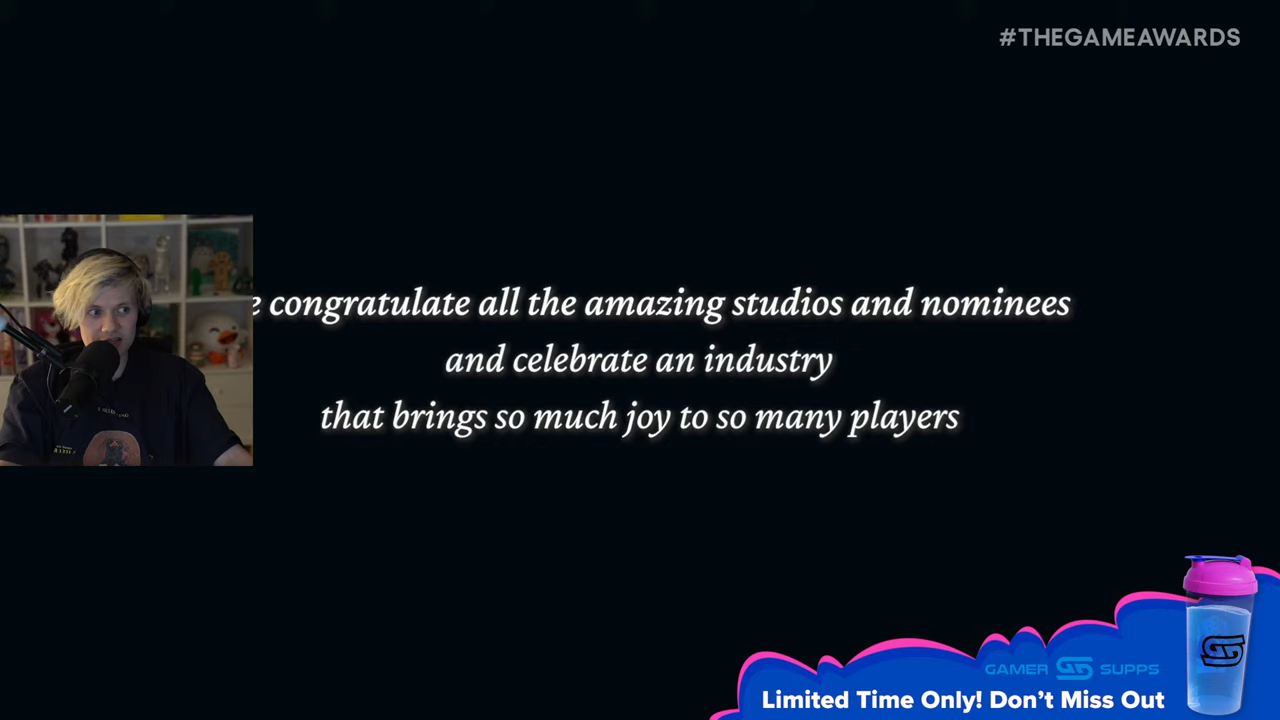 #THEGAMEAWARDS
congratulate all the amazing studios and nominees
and celebrate an industry
that brings so much joy to so many players
GAMER SUPPS
Limited Time Only! Don't Miss Out